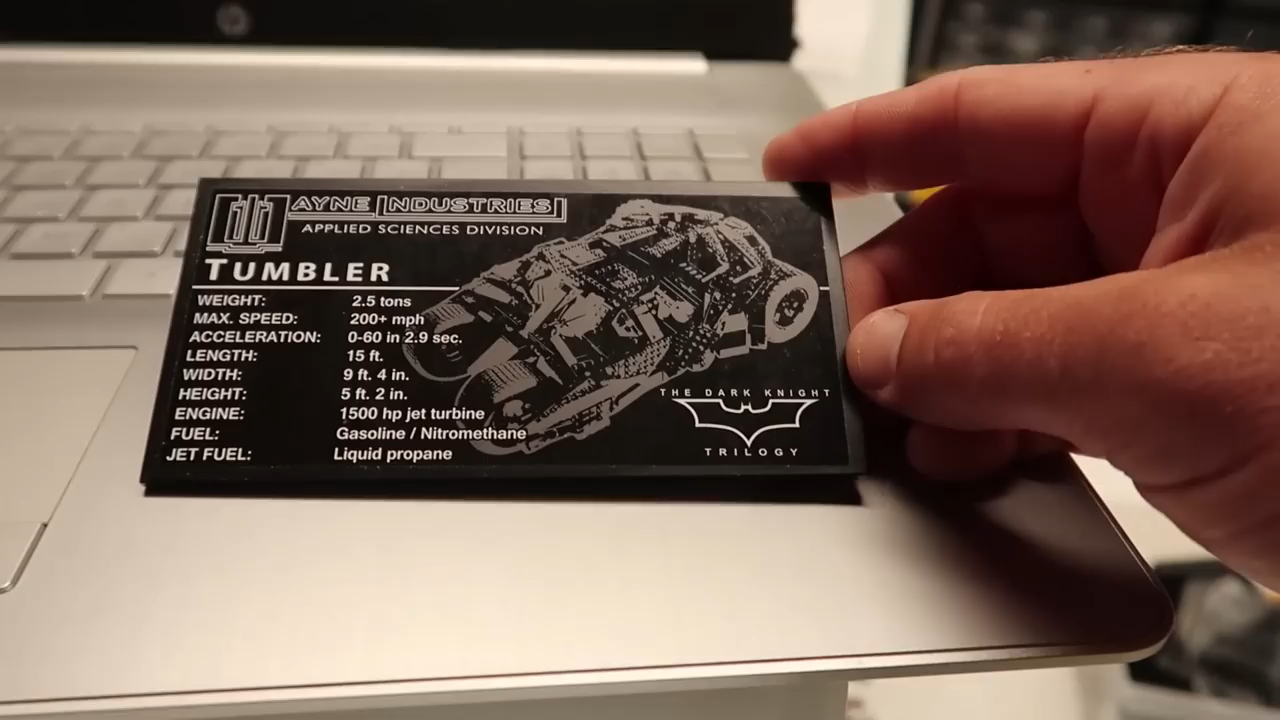 WAYNE INDUSTRIES
APPLIED SCIENCES DIVISION
TUMBLER
WEIGHT: 2.5 tons
MAX. SPEED: 200+ mph
ACCELERATION: 0-60 in 2.9 sec.
LENGTH: 15 ft.
WIDTH: 9 ft. 4 in.
HEIGHT: 5 ft. 2 in.
ENGINE: 1500 hp jet turbine
FUEL: Gasoline / Nitromethane
JET FUEL: Liquid propane
THE DARK KNIGHT
TRILOGY